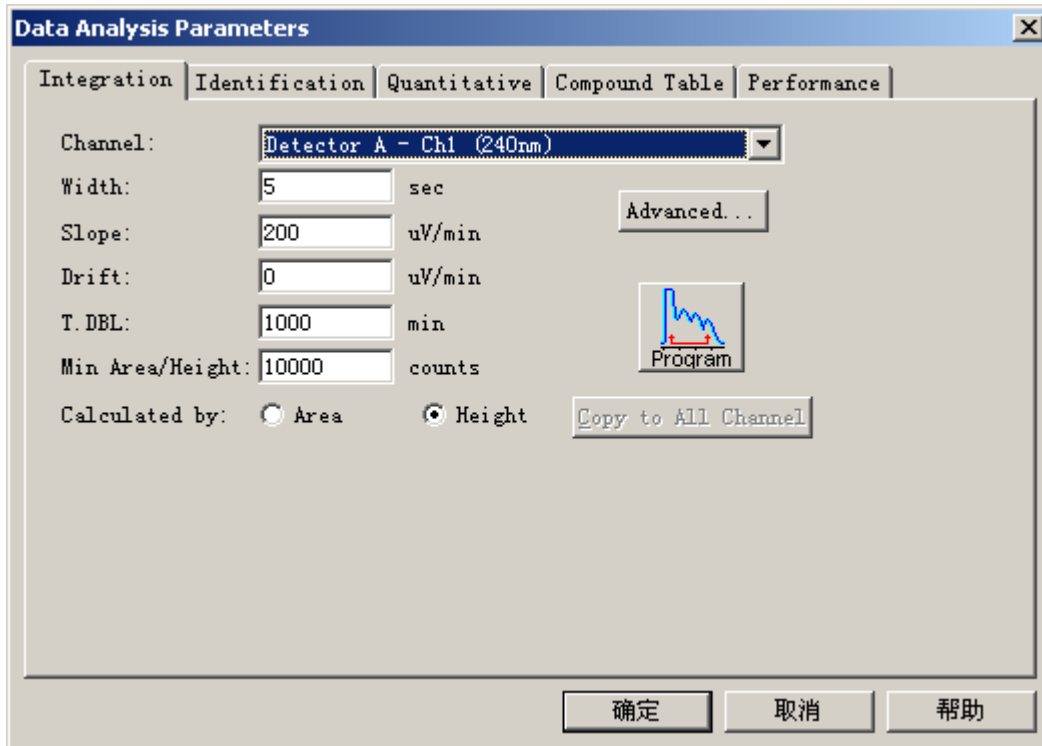 Data Analysis Parameters
Integration Identification Quantitative Compound Table Performance
Channel: Detector A - Ch1 (240nm)
Width: 5 sec
Advanced...
Slope: 200 uV/min
Drift: 0 uV/min
T.DBL: 1000 min
Program
Min Area/Height: 10000 counts
Calculated by: Area Height Copy to All Channel
确定 取消 帮助